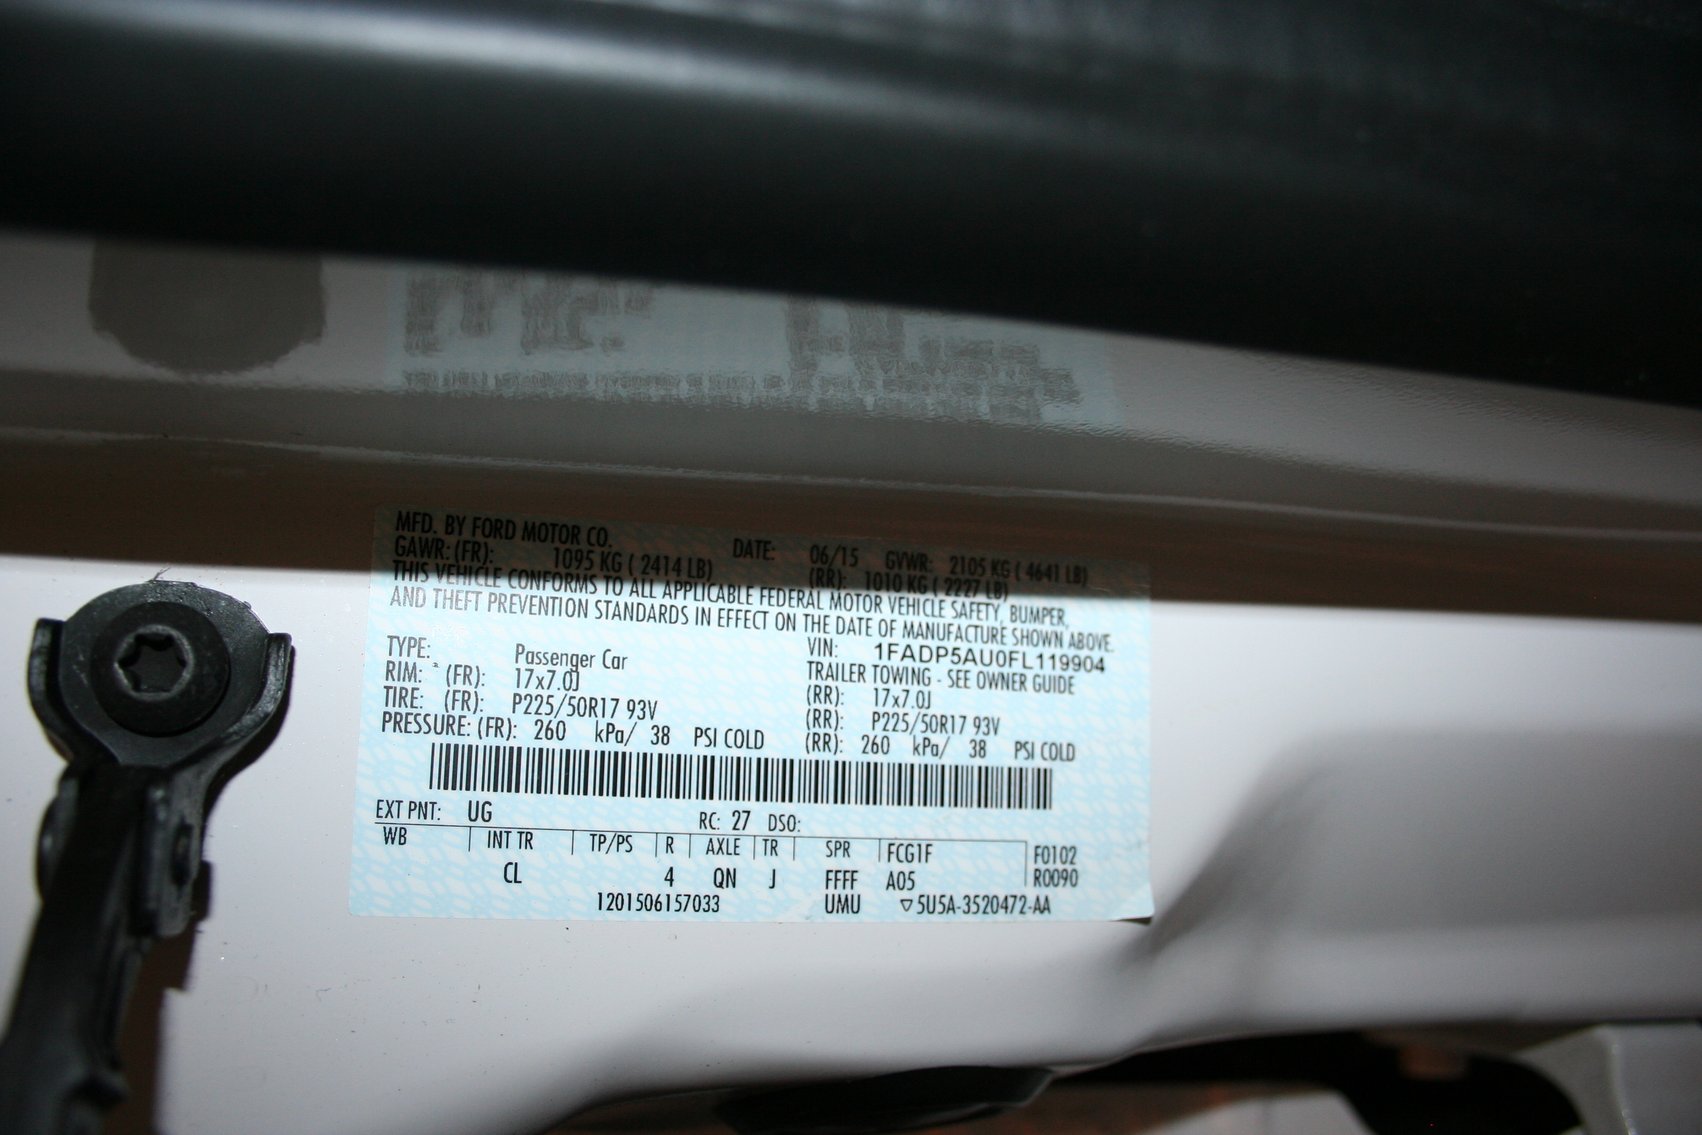 MFD. BY FORD MOTOR CO. DATE: 06/15 GVWR: 2105 KG ( 4641 LB)
GAWR: (FR): 1095 KG ( 2414 LB) (RR): 1010 KG ( 2227 LB)
THIS VEHICLE CONFORMS TO ALL APPLICABLE FEDERAL MOTOR VEHICLE SAFETY, BUMPER,
AND THEFT PREVENTION STANDARDS IN EFFECT ON THE DATE OF MANUFACTURE SHOWN ABOVE.
TYPE: Passenger Car VIN: 1FADP5AU0FL119904
TRAILER TOWING - SEE OWNER GUIDE
RIM: (FR): 17x7.0J (RR): 17x7.0J
TIRE: (FR): P225/50R17 93V (RR): P225/50R17 93V
PRESSURE: (FR): 260 kPa/ 38 PSI COLD (RR): 260 kPa/ 38 PSI COLD
EXT PNT: UG RC: 27 DSO:
WB INT TR TP/PS R AXLE TR SPR FCG1F F0102
CL 4 QN J FFFF A05 R0090
1201506157033 UMU ▽5U5A-3520472-AA